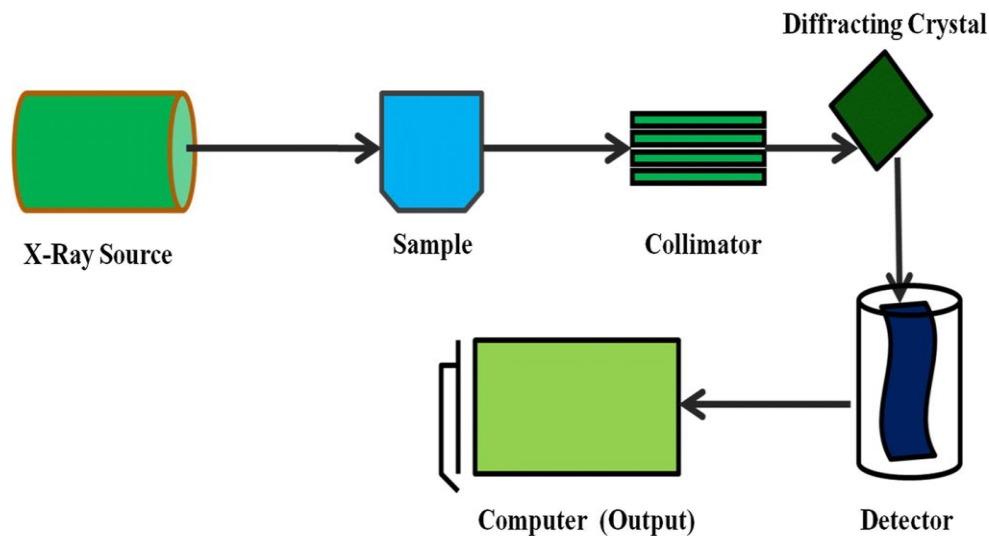 Diffracting Crystal
X-Ray Source
Sample
Collimator
Computer (Output)
Detector